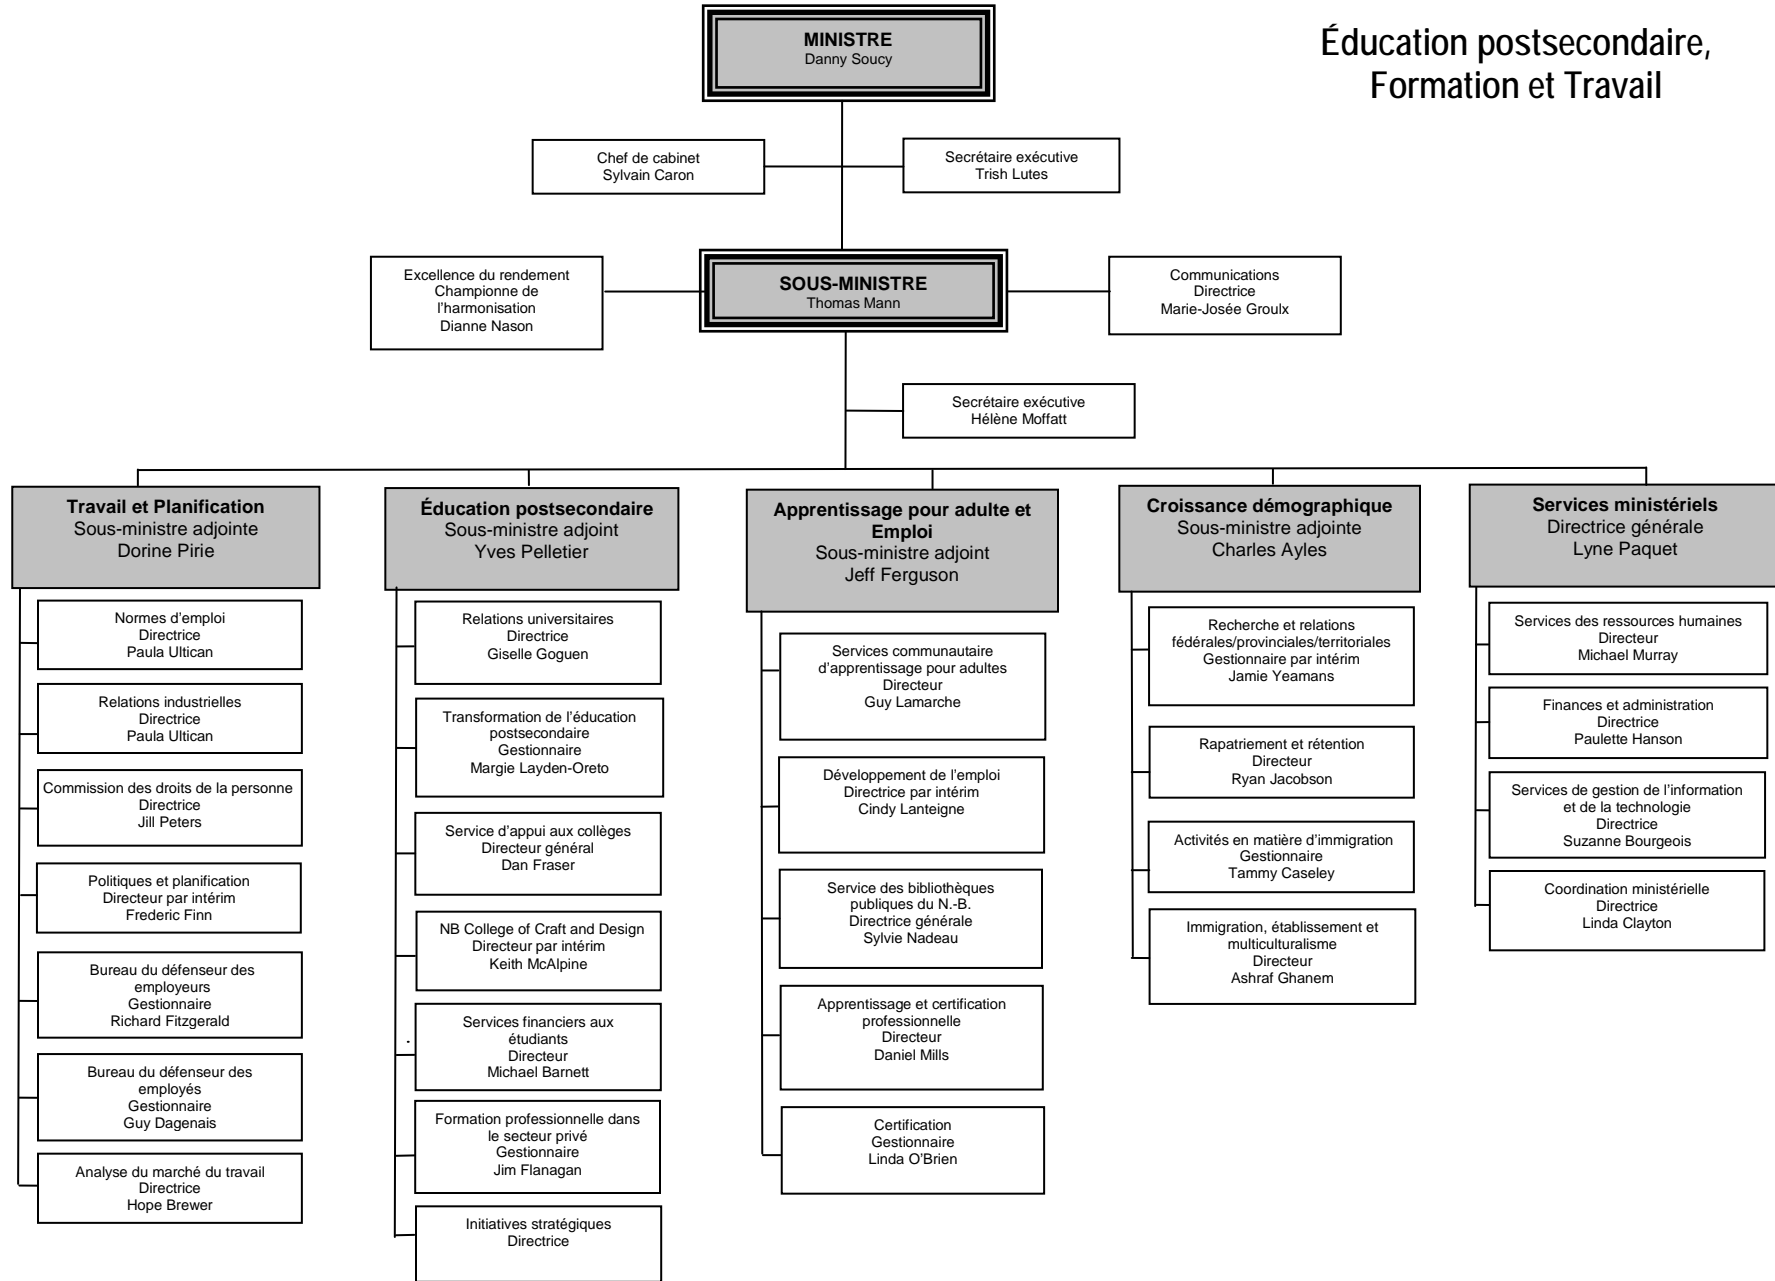 Éducation postsecondaire,
Formation et Travail
MINISTRE
Danny Soucy
Chef de cabinet
Sylvain Caron
Secrétaire exécutive
Trish Lutes
Excellence du rendement
Championne de
l'harmonisation
Dianne Nason
SOUS-MINISTRE
Thomas Mann
Communications
Directrice
Marie-Josée Groulx
Secrétaire exécutive
Hélène Moffatt
Travail et Planification
Sous-ministre adjointe
Dorine Pirie
Normes d'emploi
Directrice
Paula Ultican
Relations industrielles
Directrice
Paula Ultican
Commission des droits de la personne
Directrice
Jill Peters
Politiques et planification
Directeur par intérim
Frederic Finn
Bureau du défenseur des
employeurs
Gestionnaire
Richard Fitzgerald
Bureau du défenseur des
employés
Gestionnaire
Guy Dagenais
Analyse du marché du travail
Directrice
Hope Brewer
Éducation postsecondaire
Sous-ministre adjoint
Yves Pelletier
Relations universitaires
Directrice
Giselle Goguen
Transformation de l'éducation
postsecondaire
Gestionnaire
Margie Layden-Oreto
Service d'appui aux collèges
Directeur général
Dan Fraser
NB College of Craft and Design
Directeur par intérim
Keith McAlpine
Services financiers aux
étudiants
Directeur
Michael Barnett
Formation professionnelle dans
le secteur privé
Gestionnaire
Jim Flanagan
Initiatives stratégiques
Directrice
Apprentissage pour adulte et
Emploi
Sous-ministre adjoint
Jeff Ferguson
Services communautaire
d'apprentissage pour adultes
Directeur
Guy Lamarche
Développement de l'emploi
Directrice par intérim
Cindy Lanteigne
Service des bibliothèques
publiques du N.-B.
Directrice générale
Sylvie Nadeau
Apprentissage et certification
professionnelle
Directeur
Daniel Mills
Certification
Gestionnaire
Linda O'Brien
Croissance démographique
Sous-ministre adjointe
Charles Ayles
Recherche et relations
fédérales/provinciales/territoriales
Gestionnaire par intérim
Jamie Yeamans
Rapatriement et rétention
Directeur
Ryan Jacobson
Activités en matière d'immigration
Gestionnaire
Tammy Caseley
Immigration, établissement et
multiculturalisme
Directeur
Ashraf Ghanem
Services ministériels
Directrice générale
Lyne Paquet
Services des ressources humaines
Directeur
Michael Murray
Finances et administration
Directrice
Paulette Hanson
Services de gestion de l'information
et de la technologie
Directrice
Suzanne Bourgeois
Coordination ministérielle
Directrice
Linda Clayton